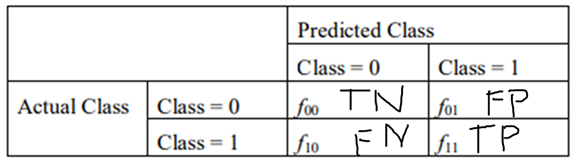 Predicted Class
Class = 0 Class = 1
Actual Class Class = 0 f00 TN f01 FP
Class = 1 f10 FN f11 TP